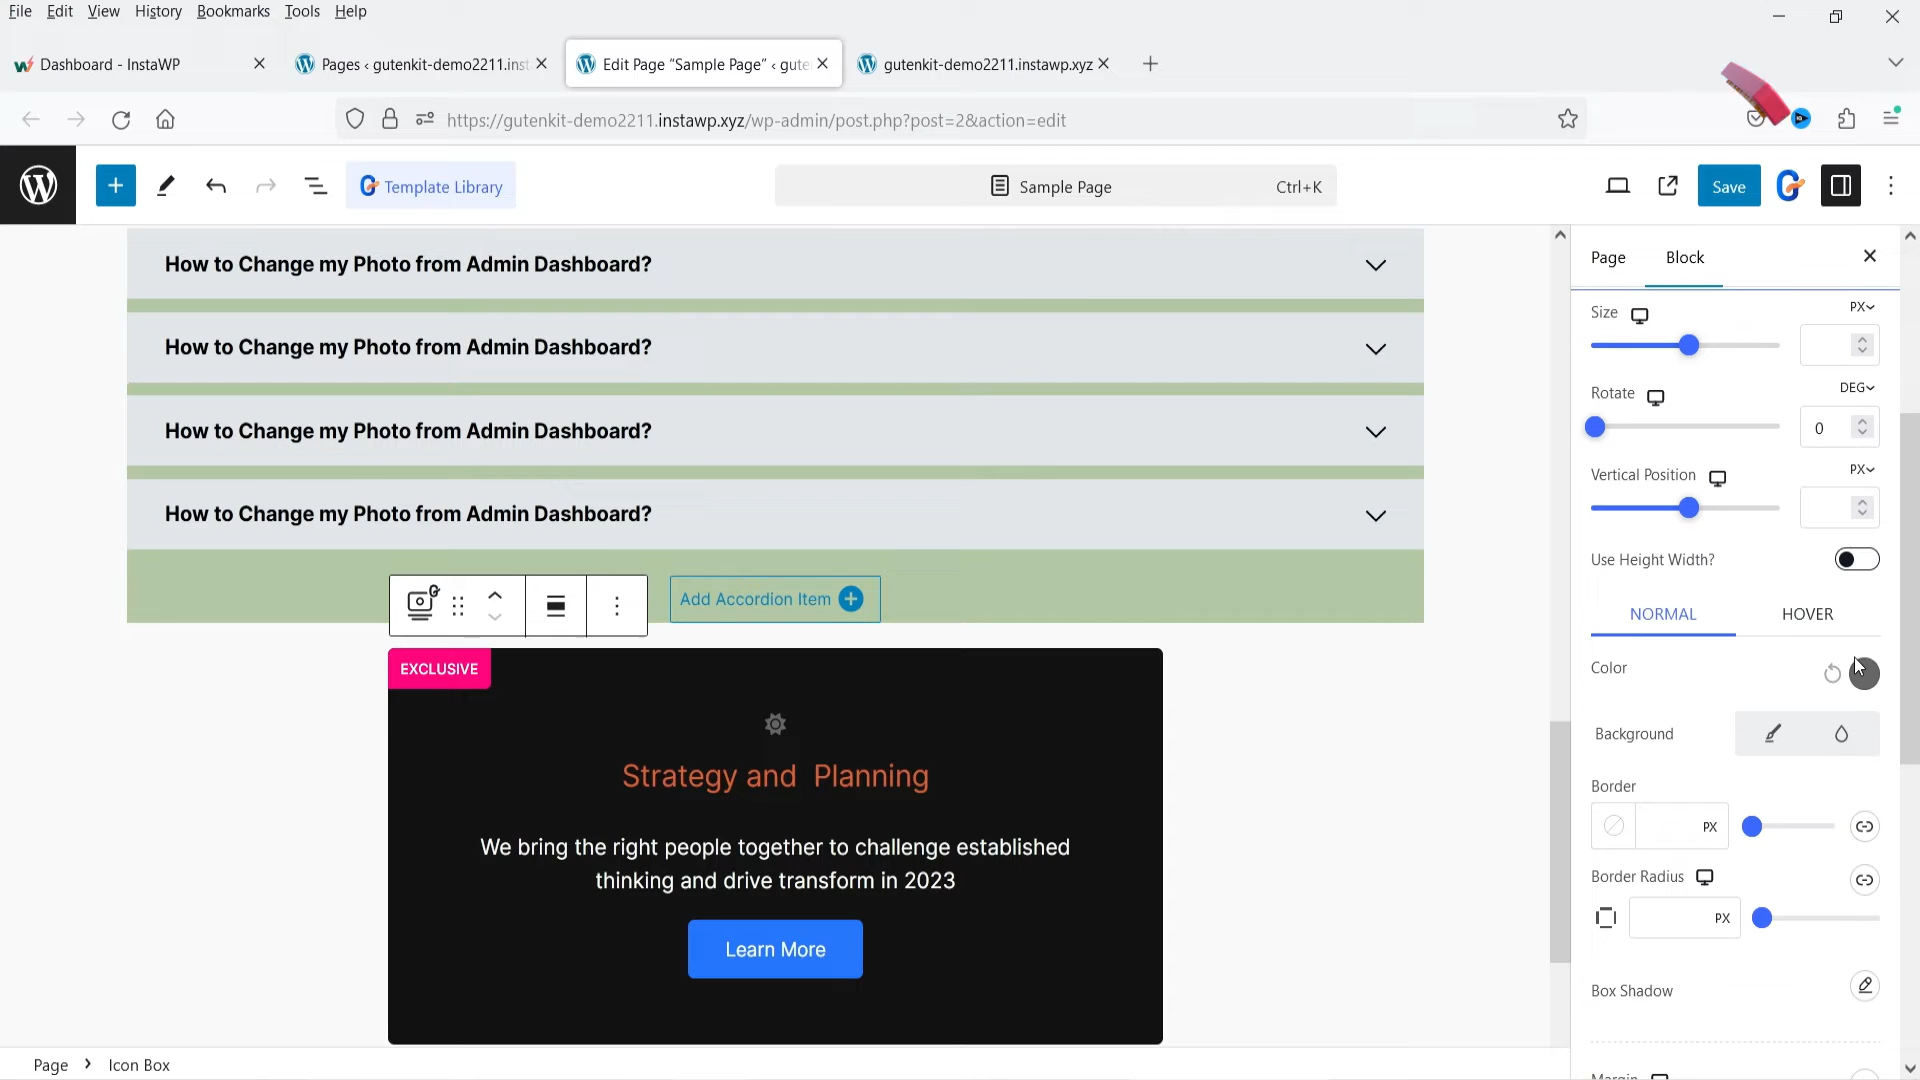 File Edit View History Bookmarks Tools Help
Dashboard - InstaWP
Pages ‹ gutenkit-demo2211.inst
Edit Page “Sample Page” ‹ gute
gutenkit-demo2211.instawp.xyz
https://gutenkit-demo2211.instawp.xyz/wp-admin/post.php?post=2&action=edit
Template Library
Sample Page
Ctrl+K
Save
How to Change my Photo from Admin Dashboard?
How to Change my Photo from Admin Dashboard?
How to Change my Photo from Admin Dashboard?
How to Change my Photo from Admin Dashboard?
Add Accordion Item
EXCLUSIVE
Strategy and Planning
We bring the right people together to challenge established
thinking and drive transform in 2023
Learn More
Page Block
Size
PX
Rotate
DEG
0
Vertical Position
PX
Use Height Width?
NORMAL HOVER
Color
Background
Border
PX
Border Radius
PX
Box Shadow
Page › Icon Box